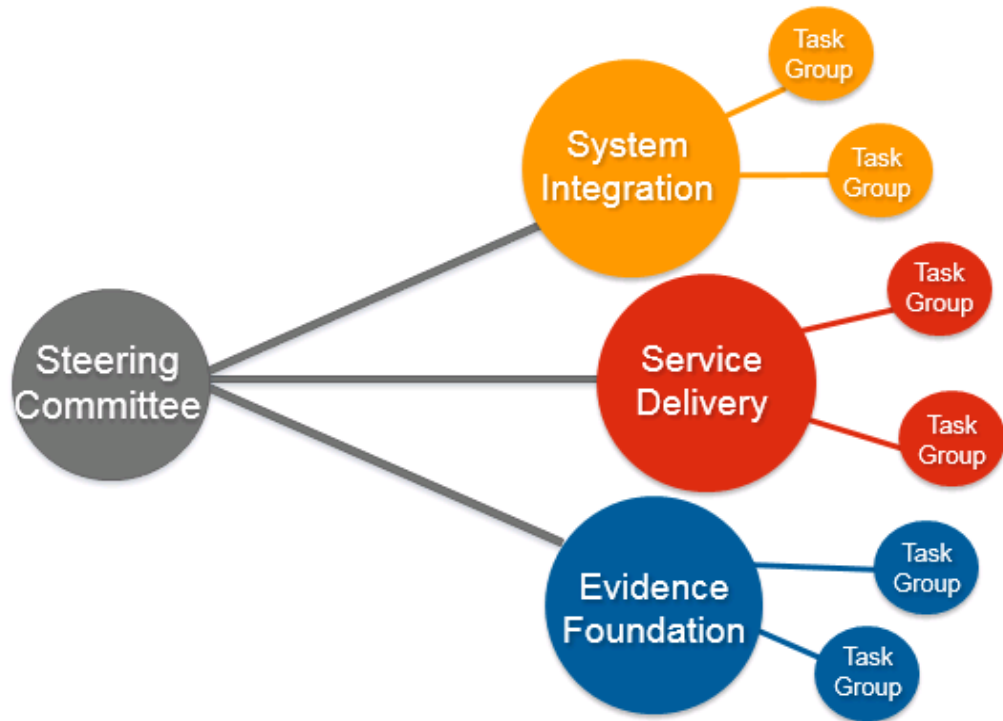 Task
Group
System
Integration
Task
Group
Task
Group
Steering
Committee
Service
Delivery
Task
Group
Evidence
Foundation
Task
Group
Task
Group